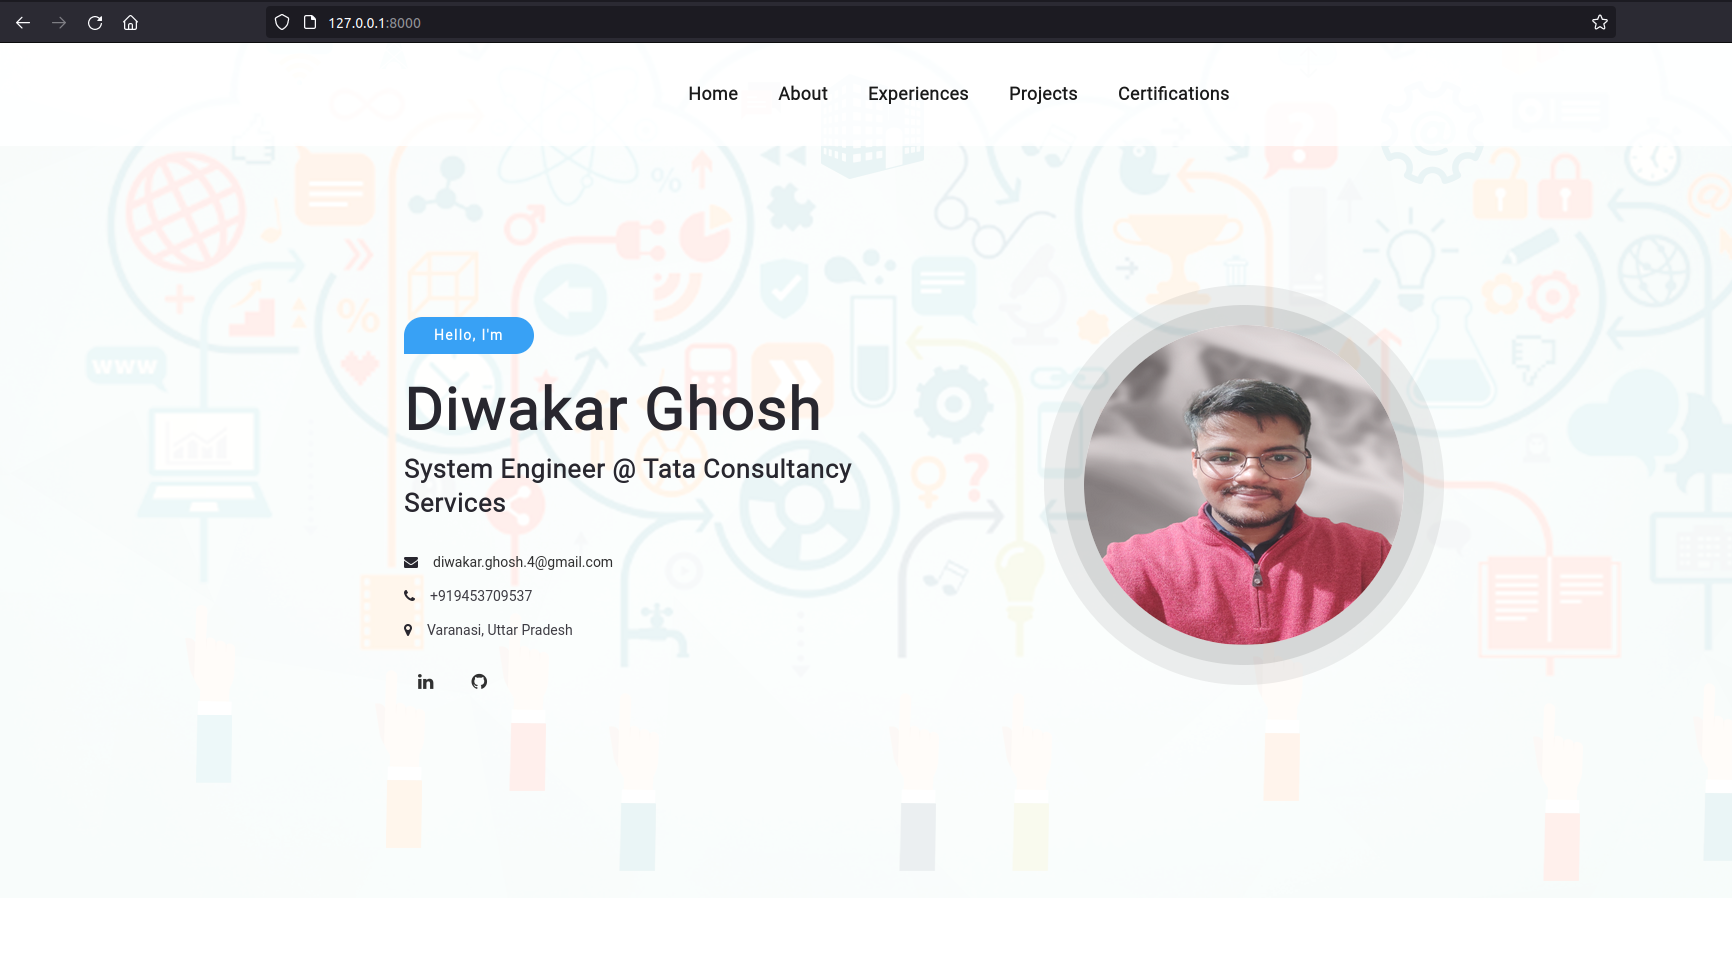 127.0.0.1:8000
Home About Experiences Projects Certifications
Hello, I'm
Diwakar Ghosh
System Engineer @ Tata Consultancy
Services
diwakar.ghosh.4@gmail.com
+919453709537
Varanasi, Uttar Pradesh
in
www